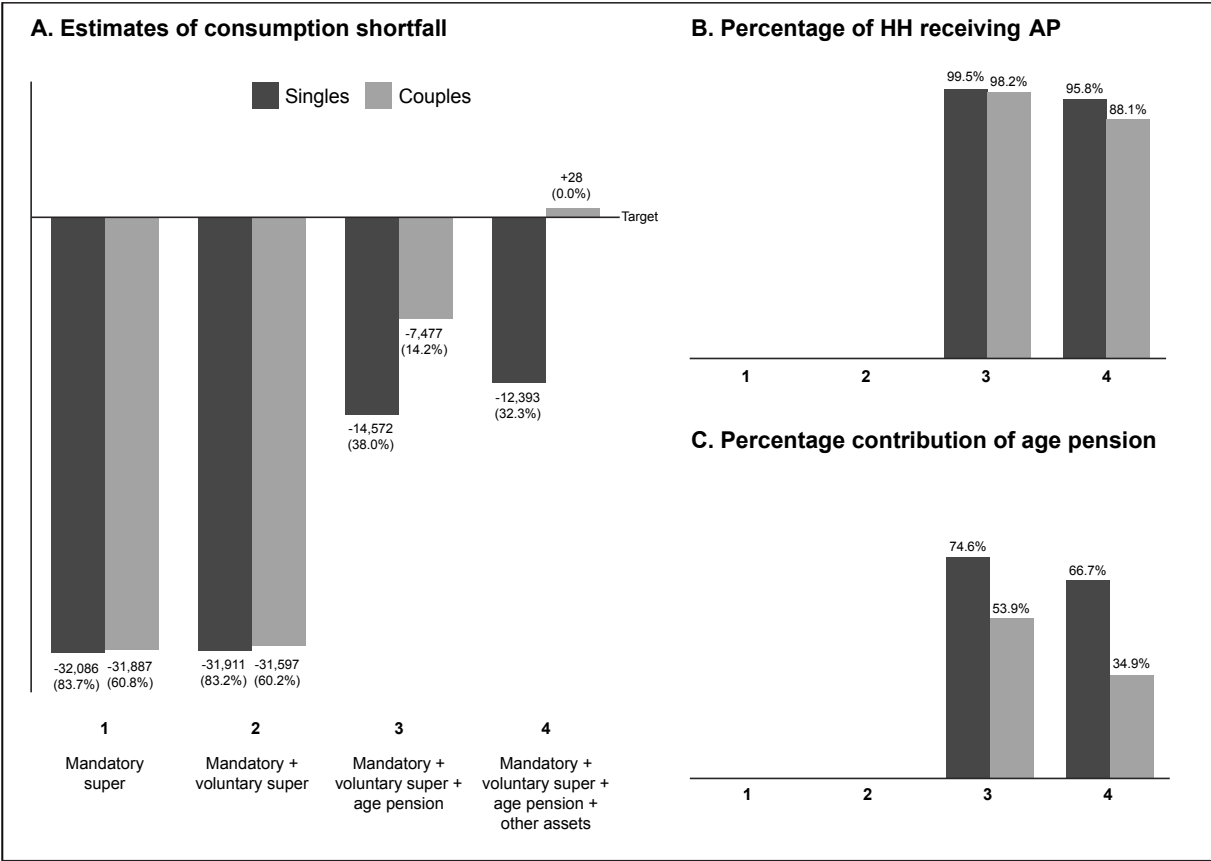 A. Estimates of consumption shortfall
Singles
Couples
+28
(0.0%)
Target
-7,477
(14.2%)
-12,393
(32.3%)
-14,572
(38.0%)
-32,086
(83.7%)
-31,887
(60.8%)
-31,911
(83.2%)
-31,597
(60.2%)
1
2
3
4
Mandatory
super
Mandatory +
voluntary super
Mandatory +
voluntary super +
age pension
Mandatory +
voluntary super +
age pension +
other assets
B. Percentage of HH receiving AP
99.5%
98.2%
95.8%
88.1%
1
2
3
4
C. Percentage contribution of age pension
74.6%
53.9%
66.7%
34.9%
1
2
3
4